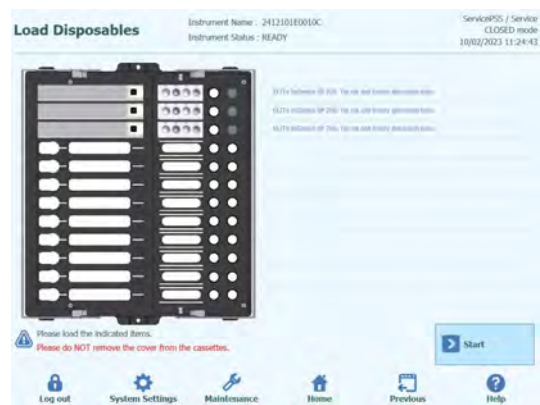 Load Disposables
Instrument Name : 2412101E0010C
Instrument Status : READY
ServicePSS / Service
CLOSED mode
10/02/2023 11:24:43
Please load the indicated items.
Please do NOT remove the cover from the cassettes.
Start
Log out
System Settings
Maintenance
Home
Previous
Help